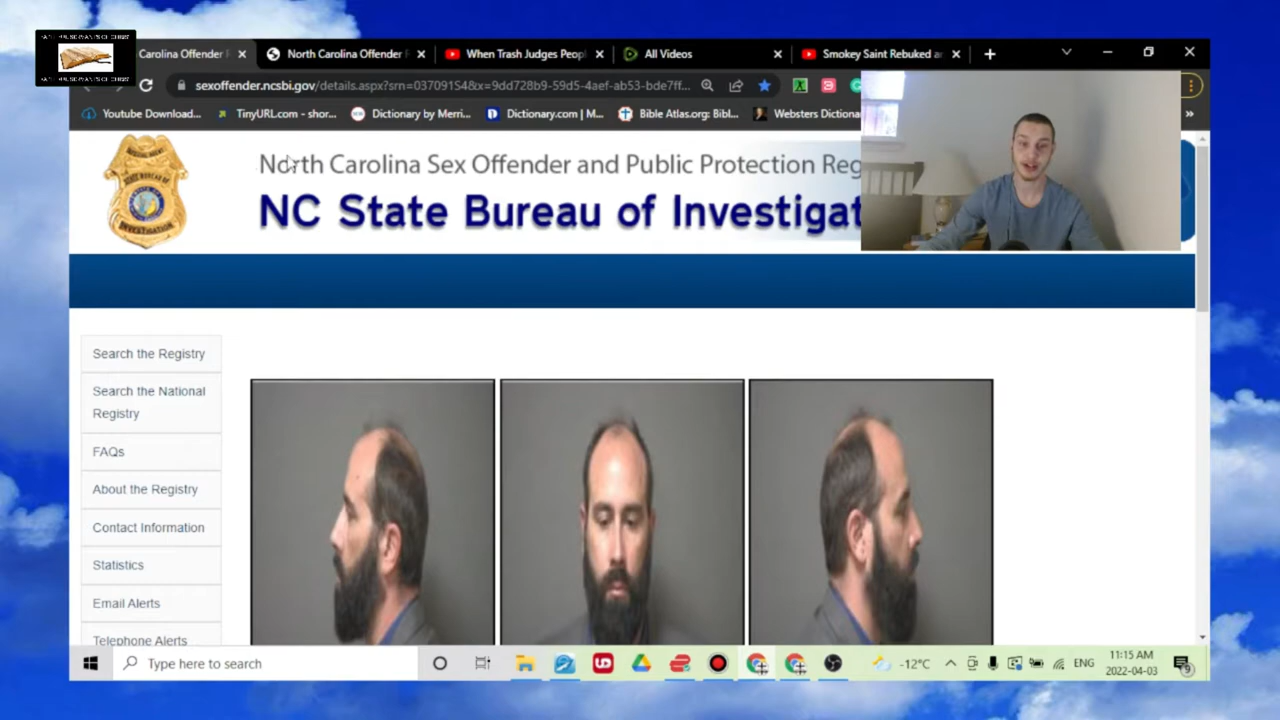 Carolina Offender
North Carolina Offender
When Trash Judges Peopl
All Videos
Smokey Saint Rebuked a
sexoffender.ncsbi.gov/details.aspx?srn=037091S4&x=9dd728b9-59d5-4aef-ab53-bde7ff...
Youtube Download...
TinyURL.com - shor...
Dictionary by Merri...
Dictionary.com | M...
Bible Atlas.org: Bibl...
Websters Dictiona
North Carolina Sex Offender and Public Protection Reg
NC State Bureau of Investigat
Search the Registry
Search the National
Registry
FAQs
About the Registry
Contact Information
Statistics
Email Alerts
Telephone Alerts
Type here to search
-12°C
ENG
11:15 AM
2022-04-03